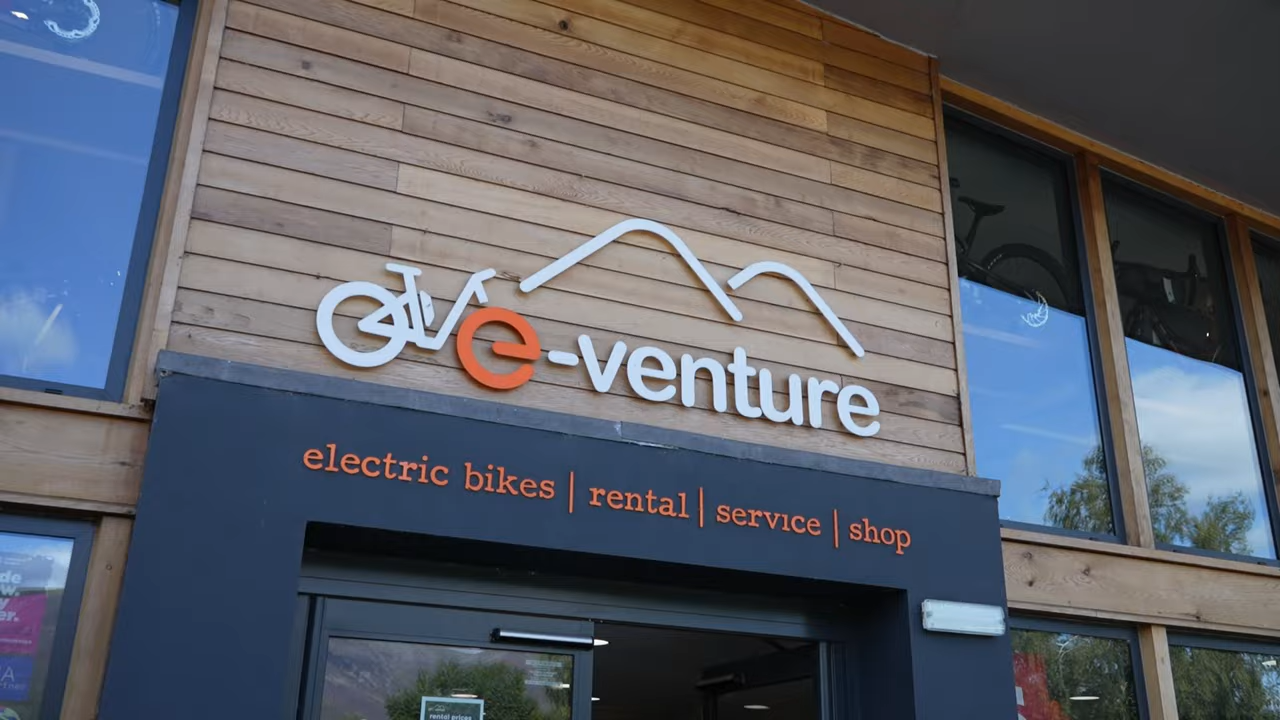 e-venture
electric bikes | rental | service | shop
rental prices